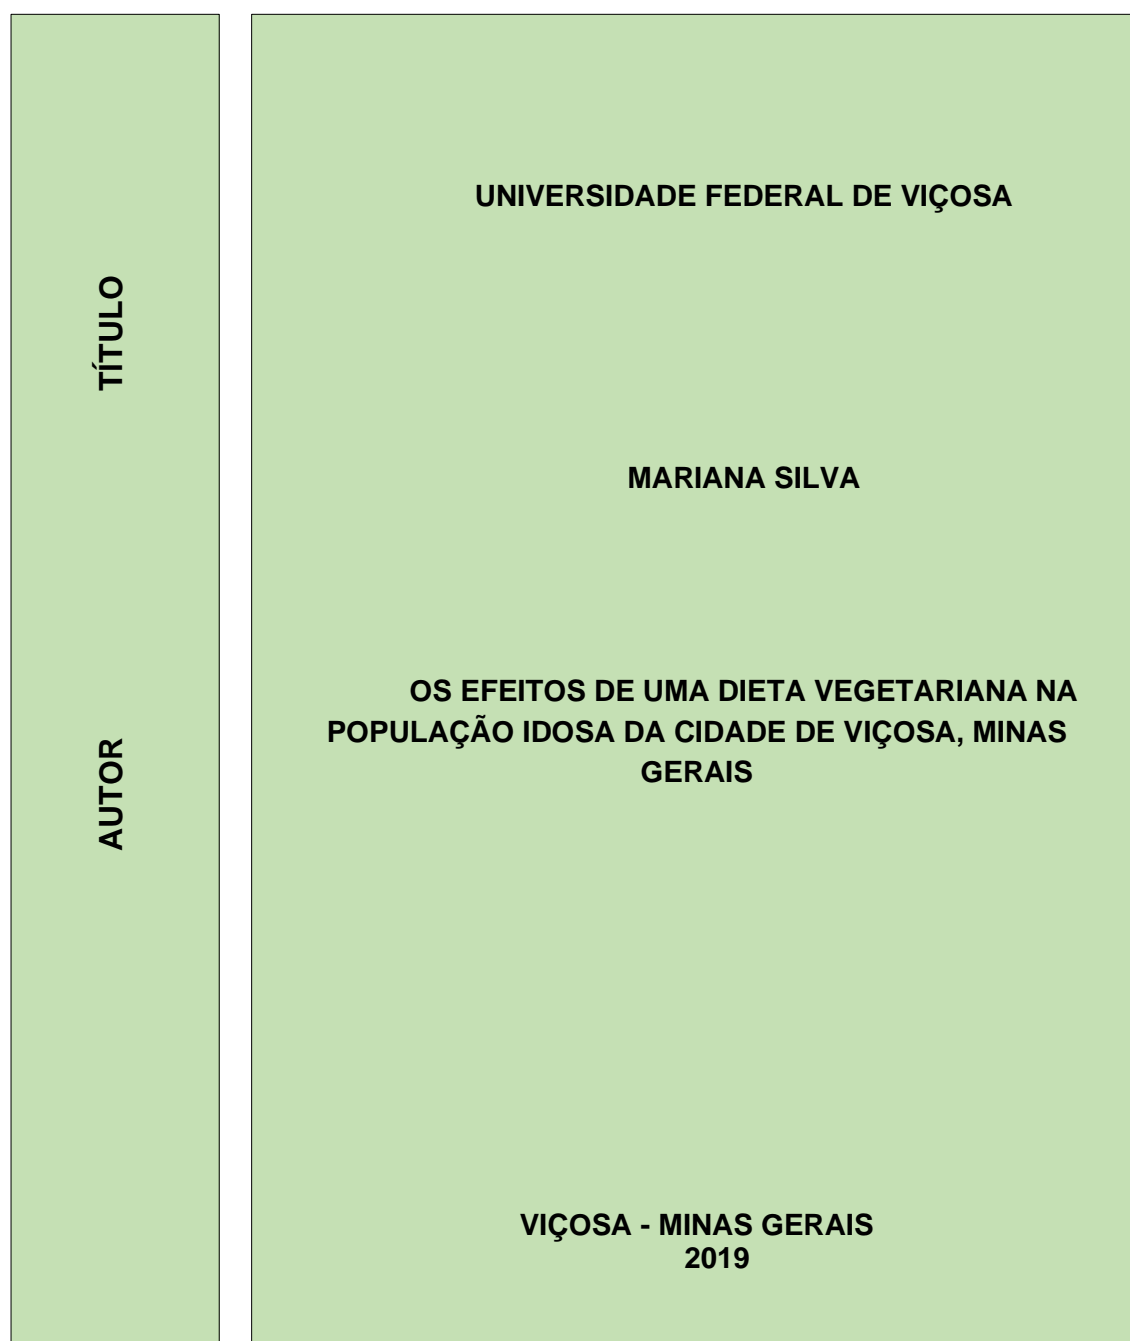 TÍTULO
AUTOR
UNIVERSIDADE FEDERAL DE VIÇOSA
MARIANA SILVA
OS EFEITOS DE UMA DIETA VEGETARIANA NA
POPULAÇÃO IDOSA DA CIDADE DE VIÇOSA, MINAS
GERAIS
VIÇOSA - MINAS GERAIS
2019